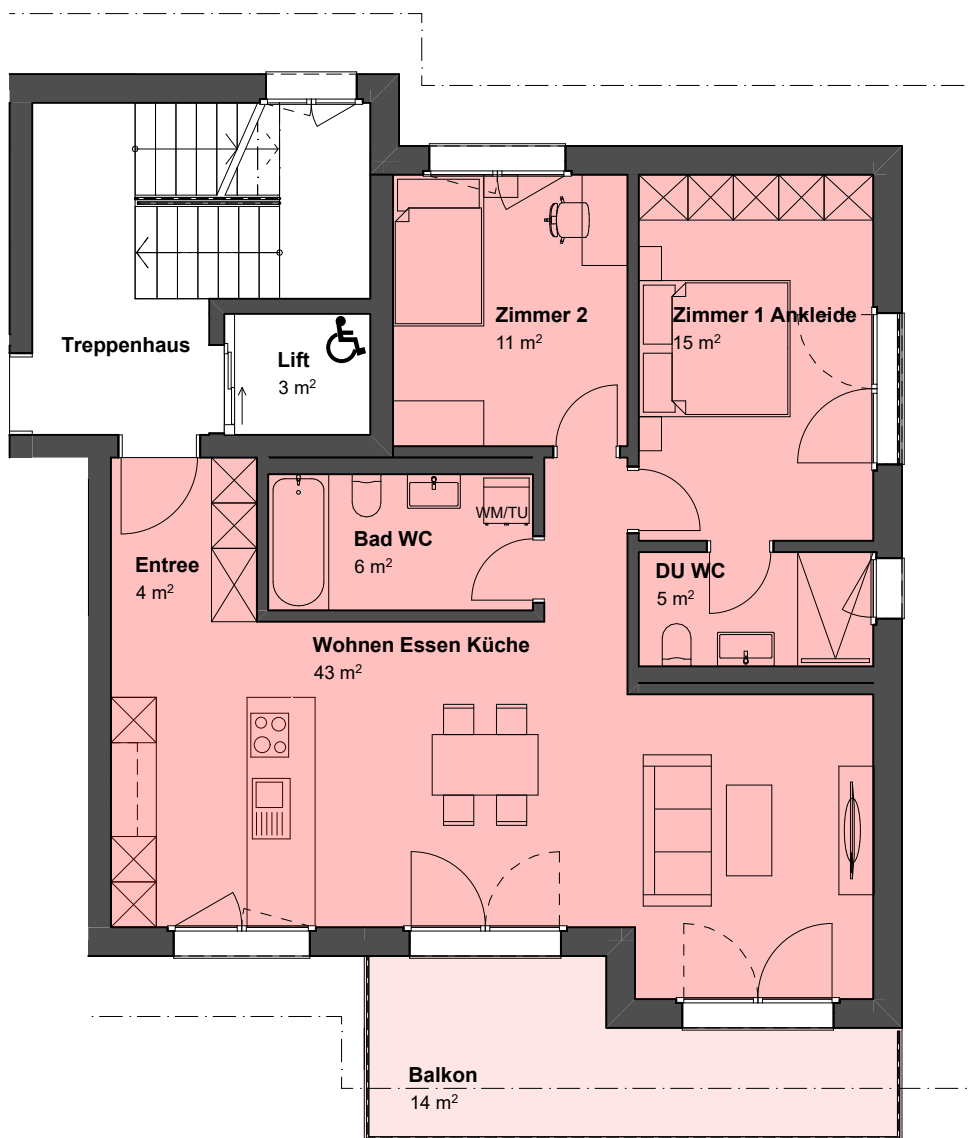 Zimmer 2
11 m²
Zimmer 1 Ankleide
15 m²
Treppenhaus
Lift
3 m²
WM/TU
Bad WC
6 m²
Entree
4 m²
DU WC
5 m²
Wohnen Essen Küche
43 m²
Balkon
14 m²